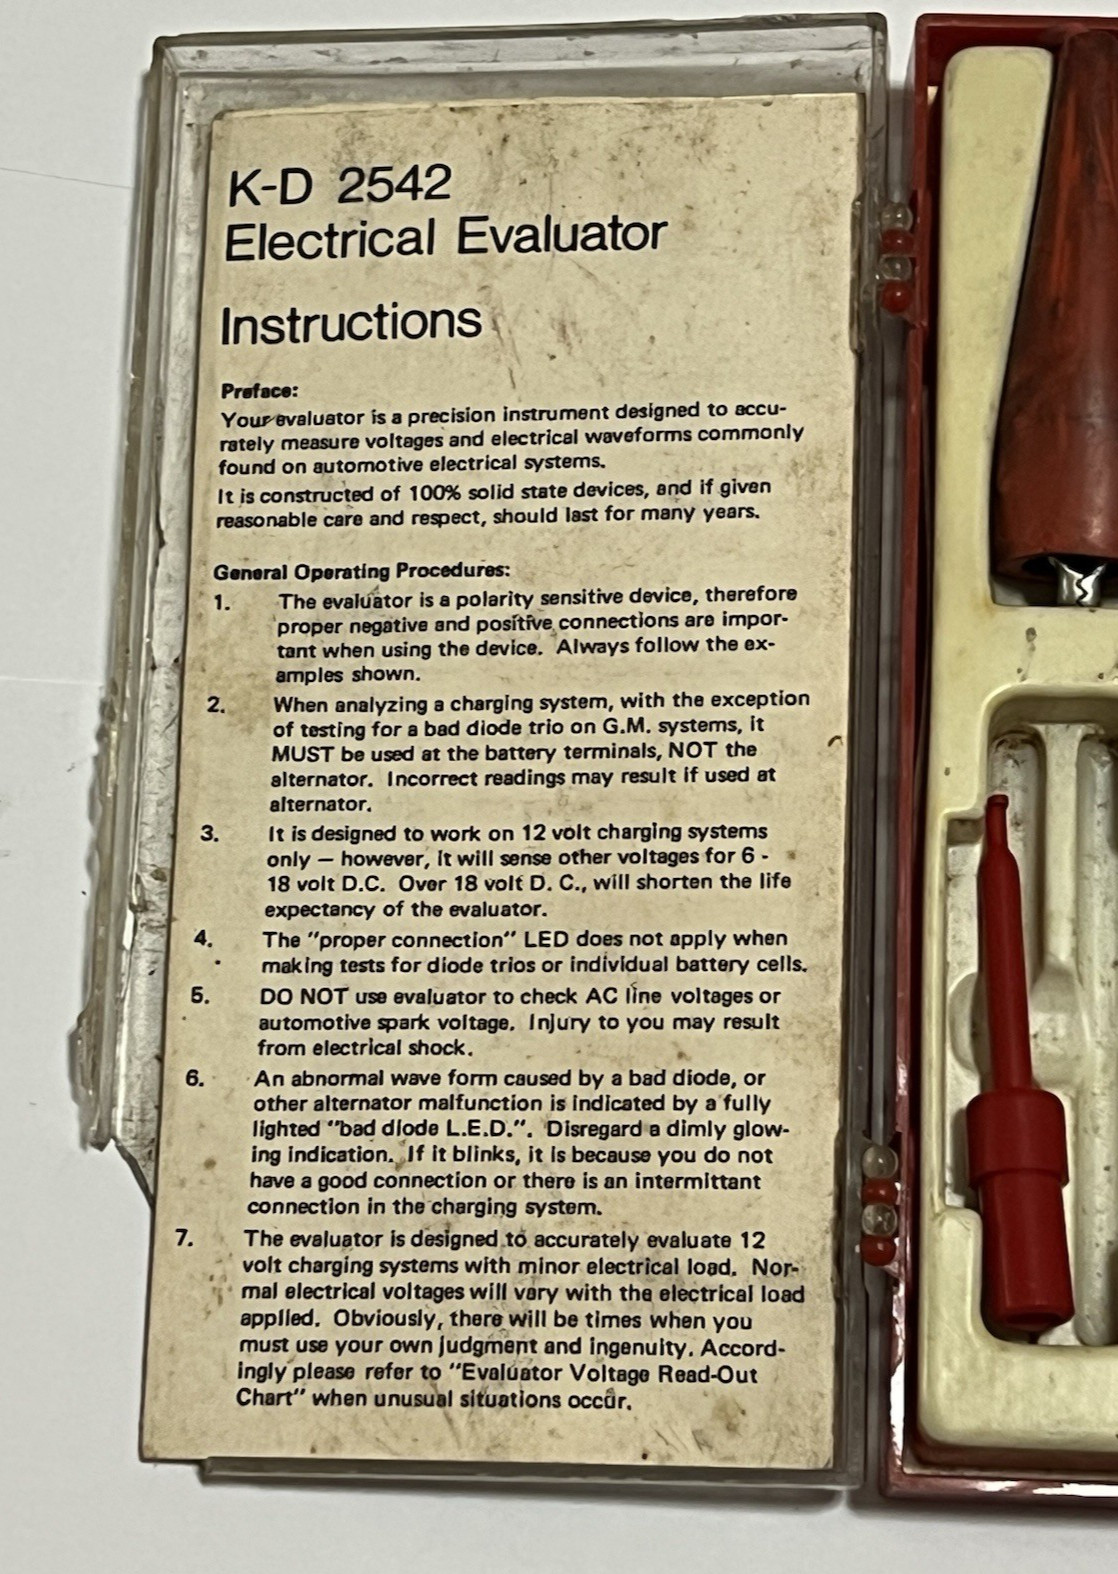 K-D 2542
Electrical Evaluator
Instructions
Preface:
Your evaluator is a precision instrument designed to accu-
rately measure voltages and electrical waveforms commonly
found on automotive electrical systems.
It is constructed of 100% solid state devices, and if given
reasonable care and respect, should last for many years.
General Operating Procedures:
1. The evaluator is a polarity sensitive device, therefore
proper negative and positive connections are impor-
tant when using the device. Always follow the ex-
amples shown.
2. When analyzing a charging system, with the exception
of testing for a bad diode trio on G.M. systems, it
MUST be used at the battery terminals, NOT the
alternator. Incorrect readings may result if used at
alternator.
3. It is designed to work on 12 volt charging systems
only — however, it will sense other voltages for 6 -
18 volt D.C. Over 18 volt D. C., will shorten the life
expectancy of the evaluator.
4. The "proper connection" LED does not apply when
making tests for diode trios or individual battery cells.
5. DO NOT use evaluator to check AC line voltages or
automotive spark voltage. Injury to you may result
from electrical shock.
6. An abnormal wave form caused by a bad diode, or
other alternator malfunction is indicated by a fully
lighted "bad diode L.E.D.". Disregard a dimly glow-
ing indication. If it blinks, it is because you do not
have a good connection or there is an intermittant
connection in the charging system.
7. The evaluator is designed to accurately evaluate 12
volt charging systems with minor electrical load. Nor-
mal electrical voltages will vary with the electrical load
applied. Obviously, there will be times when you
must use your own judgment and ingenuity. Accord-
ingly please refer to "Evaluator Voltage Read-Out
Chart" when unusual situations occur.